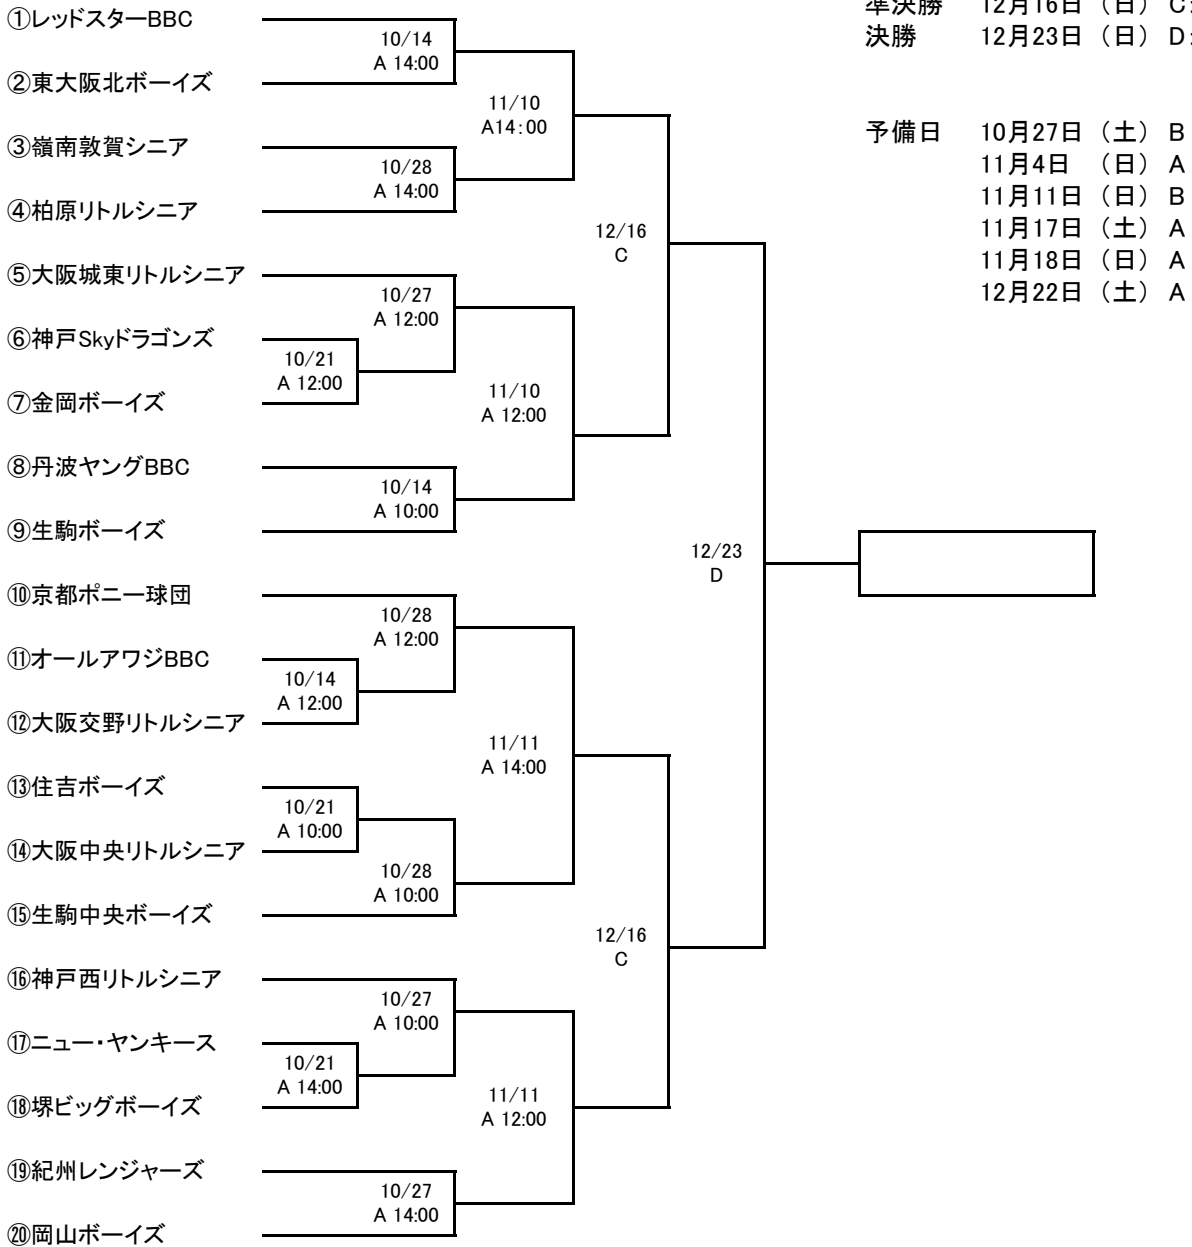 ①レッドスターBBC
10/14
A 14:00
②東大阪北ボーイズ
11/10
A14:00
③嶺南敦賀シニア
10/28
A 14:00
④柏原リトルシニア
12/16
C
⑤大阪城東リトルシニア
10/27
A 12:00
⑥神戸Skyドラゴンズ
10/21
A 12:00
⑦金岡ボーイズ
11/10
A 12:00
⑧丹波ヤングBBC
10/14
A 10:00
⑨生駒ボーイズ
12/23
D
⑩京都ポニー球団
10/28
A 12:00
⑪オールアワジBBC
10/14
A 12:00
⑫大阪交野リトルシニア
11/11
A 14:00
⑬住吉ボーイズ
10/21
A 10:00
⑭大阪中央リトルシニア
10/28
A 10:00
⑮生駒中央ボーイズ
12/16
C
⑯神戸西リトルシニア
10/27
A 10:00
⑰ニュー・ヤンキース
10/21
A 14:00
⑱堺ビッグボーイズ
11/11
A 12:00
⑲紀州レンジャーズ
10/27
A 14:00
⑳岡山ボーイズ
準決勝 12月16日 (日) C:
決勝 12月23日 (日) D:
予備日 10月27日 (土) B
11月4日 (日) A
11月11日 (日) B
11月17日 (土) A
11月18日 (日) A
12月22日 (土) A